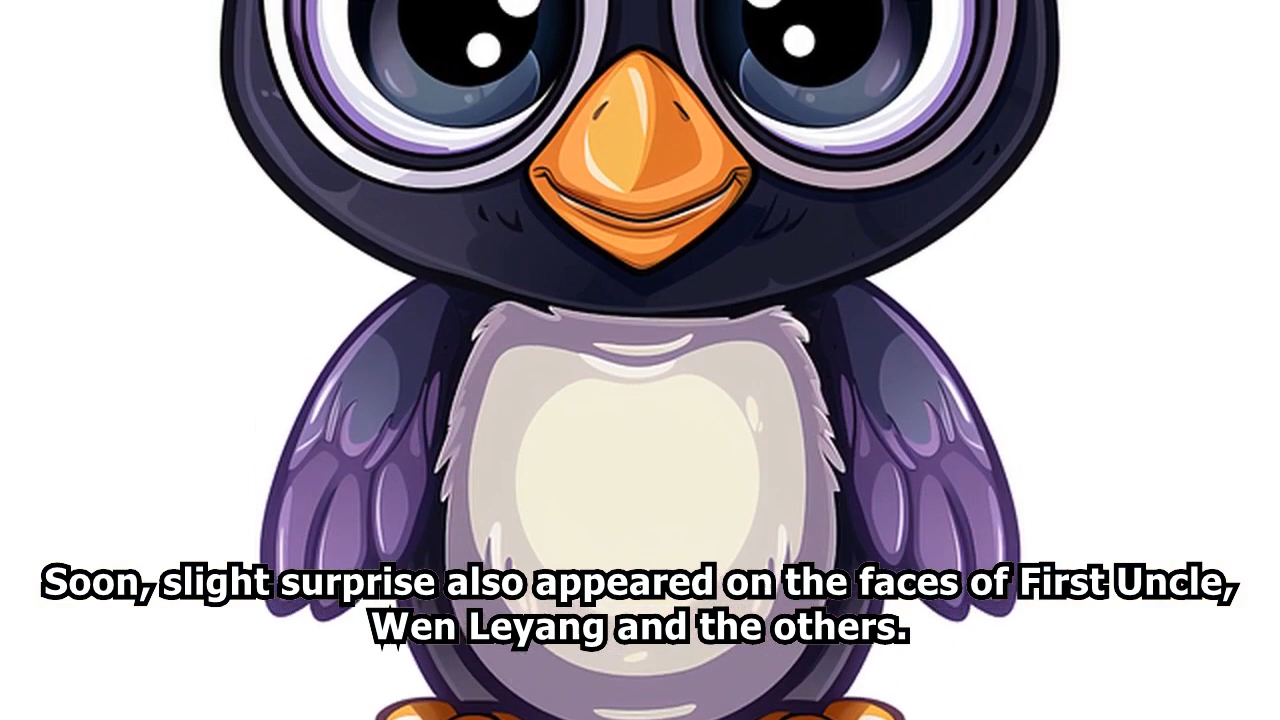 Soon, slight surprise also appeared on the faces of First Uncle,
Wen Leyang and the others.